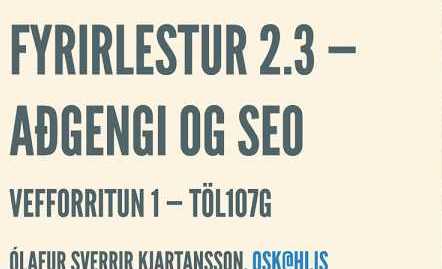 FYRIRLESTUR 2.3 —
AÐGENGI OG SEO
VEFFORRITUN 1 — TÖL107G
ÓLAFUR SVERRIR KJARTANSSON, OSK@HI.IS